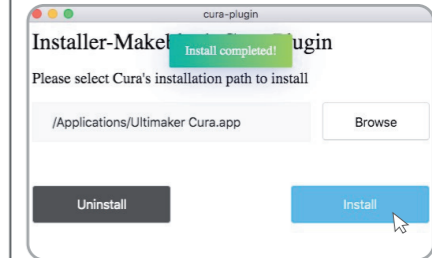 cura-plugin
Installer-Makeb ugin
Install completed!
Please select Cura's installation path to install
/Applications/Ultimaker Cura.app
Browse
Uninstall
Install